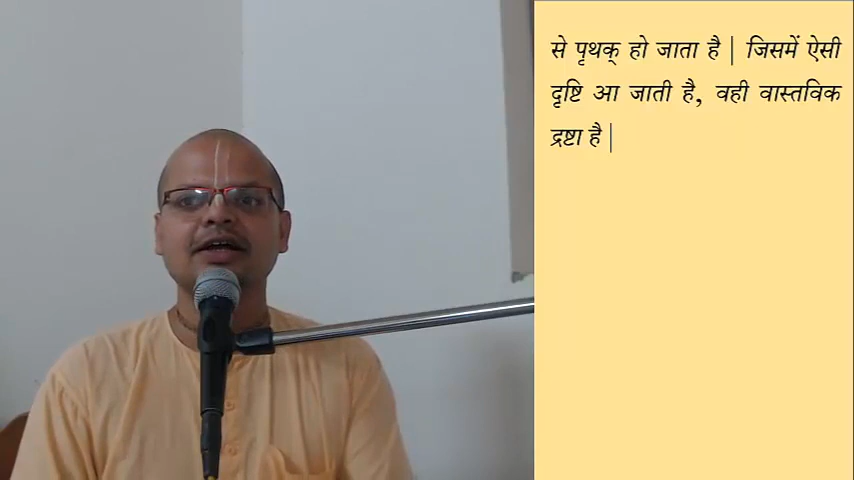 से पृथक् हो जाता है| जिसमें ऐसी
दृष्टि आ जाती है, वही वास्तविक
द्रष्टा है|